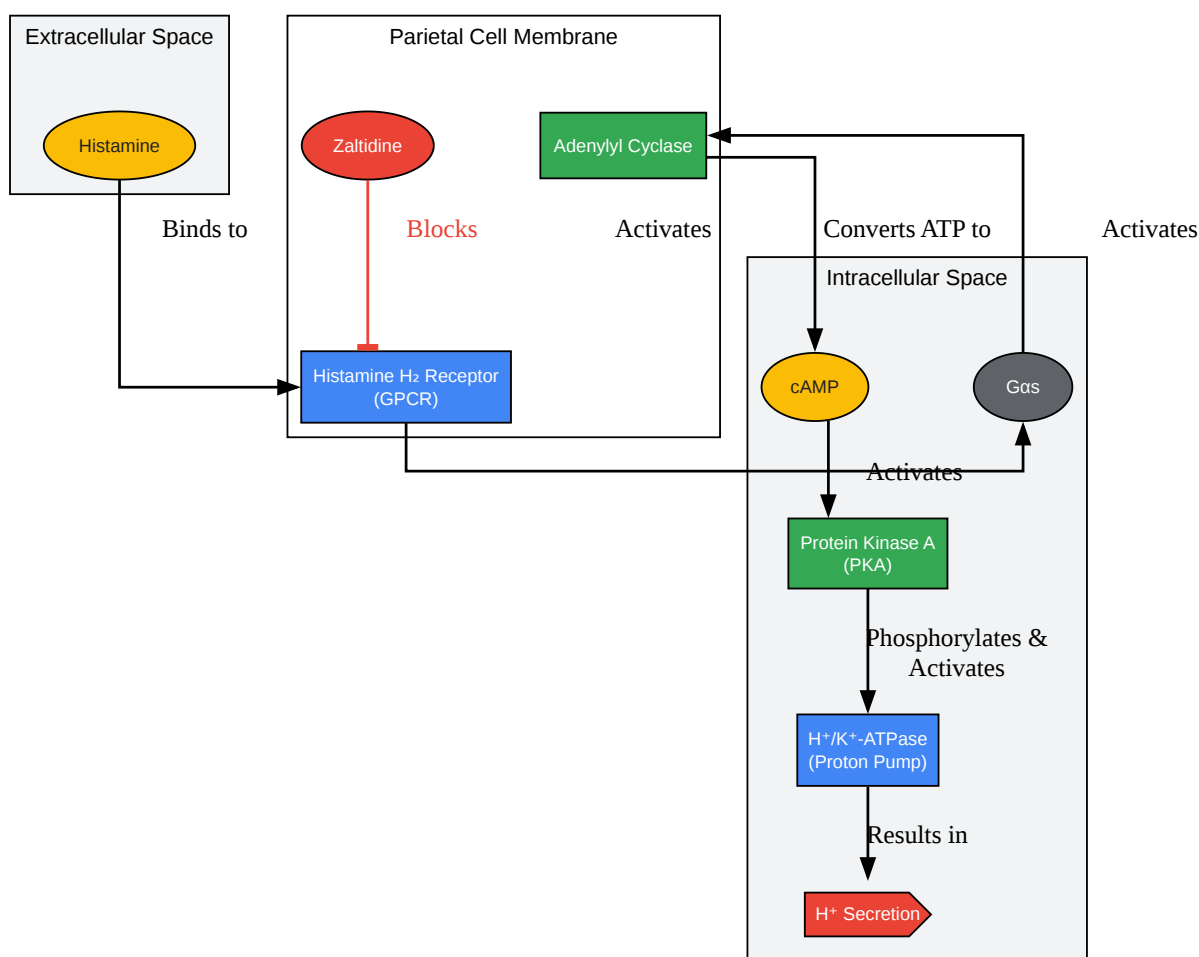 Extracellular Space
Parietal Cell Membrane
Histamine
Zaltidine
Adenylyl Cyclase
Binds to
Blocks
Activates
Converts ATP to
Activates
Intracellular Space
Histamine H₂ Receptor
(GPCR)
cAMP
Gαs
Activates
Protein Kinase A
(PKA)
Phosphorylates &
Activates
H⁺/K⁺-ATPase
(Proton Pump)
Results in
H⁺ Secretion